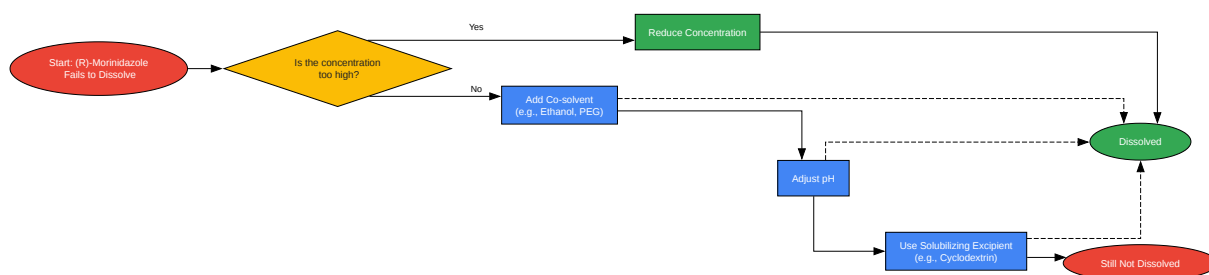 Start: (R)-Morinidazole
Fails to Dissolve
Is the concentration
too high?
Yes
No
Reduce Concentration
Add Co-solvent
(e.g., Ethanol, PEG)
Dissolved
Adjust pH
Use Solubilizing Excipient
(e.g., Cyclodextrin)
Still Not Dissolved